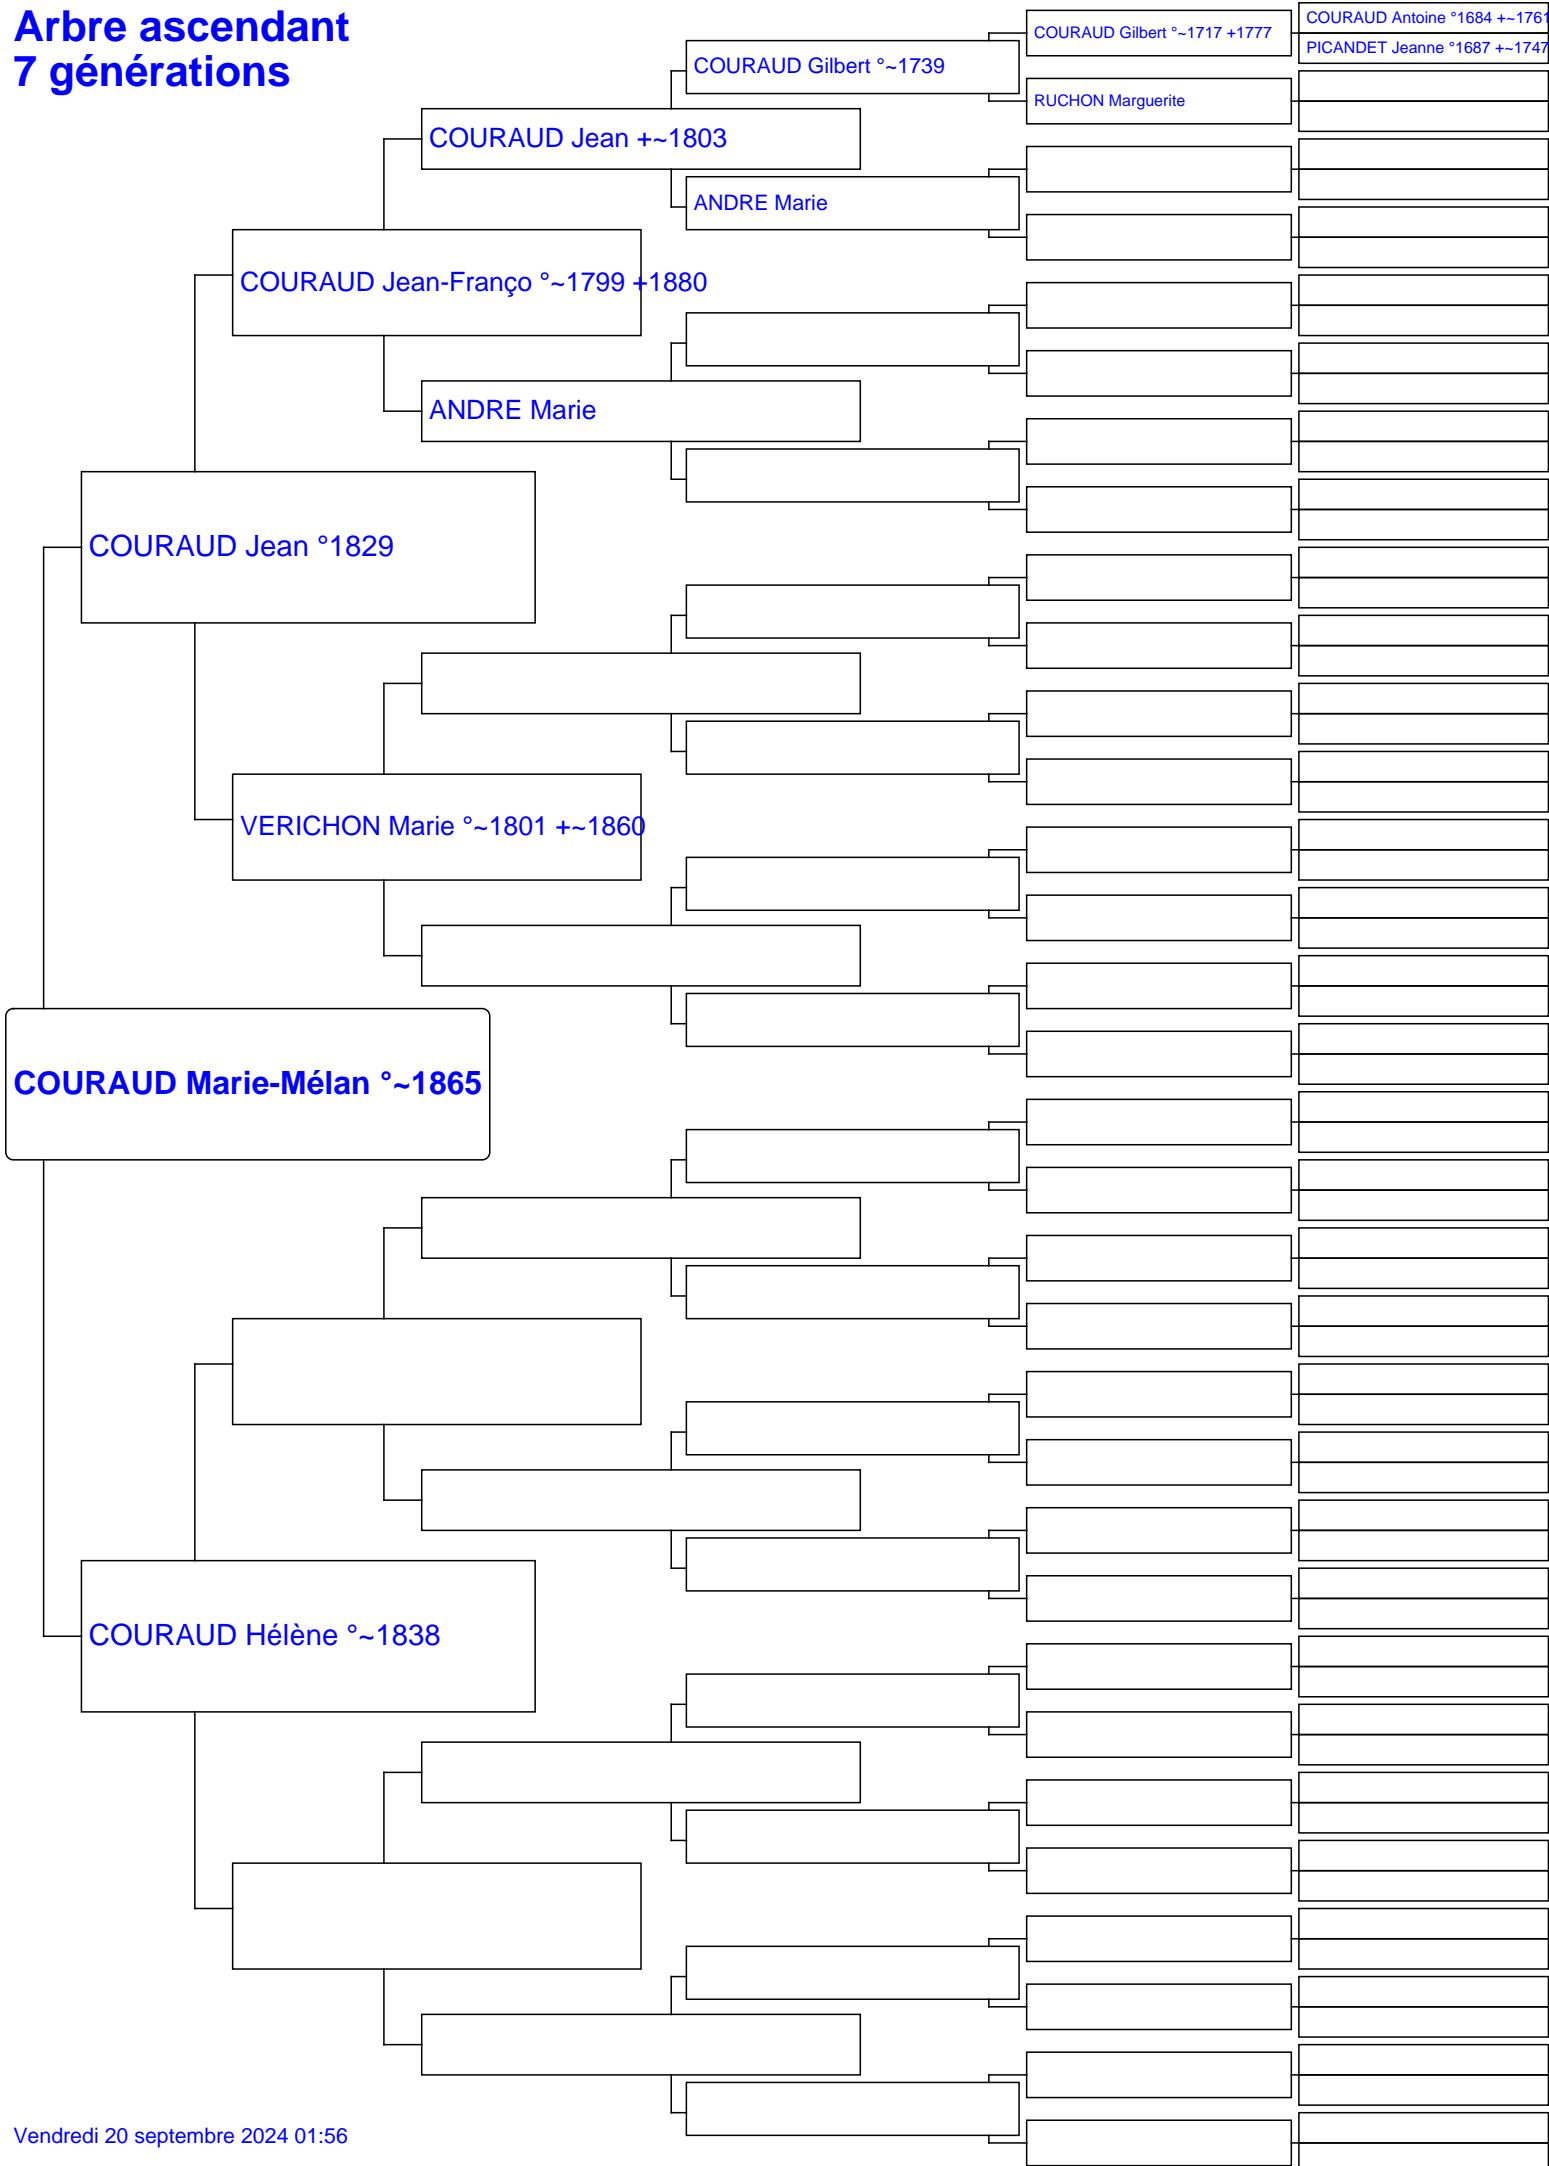 Arbre ascendant
7 générations
COURAUD Antoine °1684 +~1761
COURAUD Gilbert °~1717 +1777
PICANDET Jeanne °1687 +~1747
COURAUD Gilbert °~1739
RUCHON Marguerite
COURAUD Jean +~1803
ANDRE Marie
COURAUD Jean-Franço °~1799 +1880
ANDRE Marie
COURAUD Jean °1829
VERICHON Marie °~1801 +~1860
COURAUD Marie-Mélan °~1865
COURAUD Hélène °~1838
Vendredi 20 septembre 2024 01:56